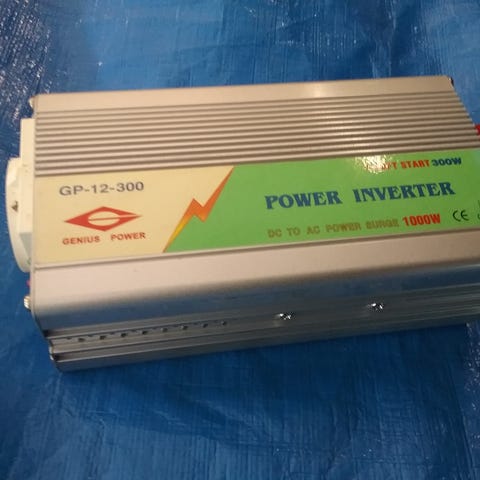 START 300W
GP-12-300
POWER INVERTER
GENIUS POWER
DC TO AC POWER SURGE 1000W
CE